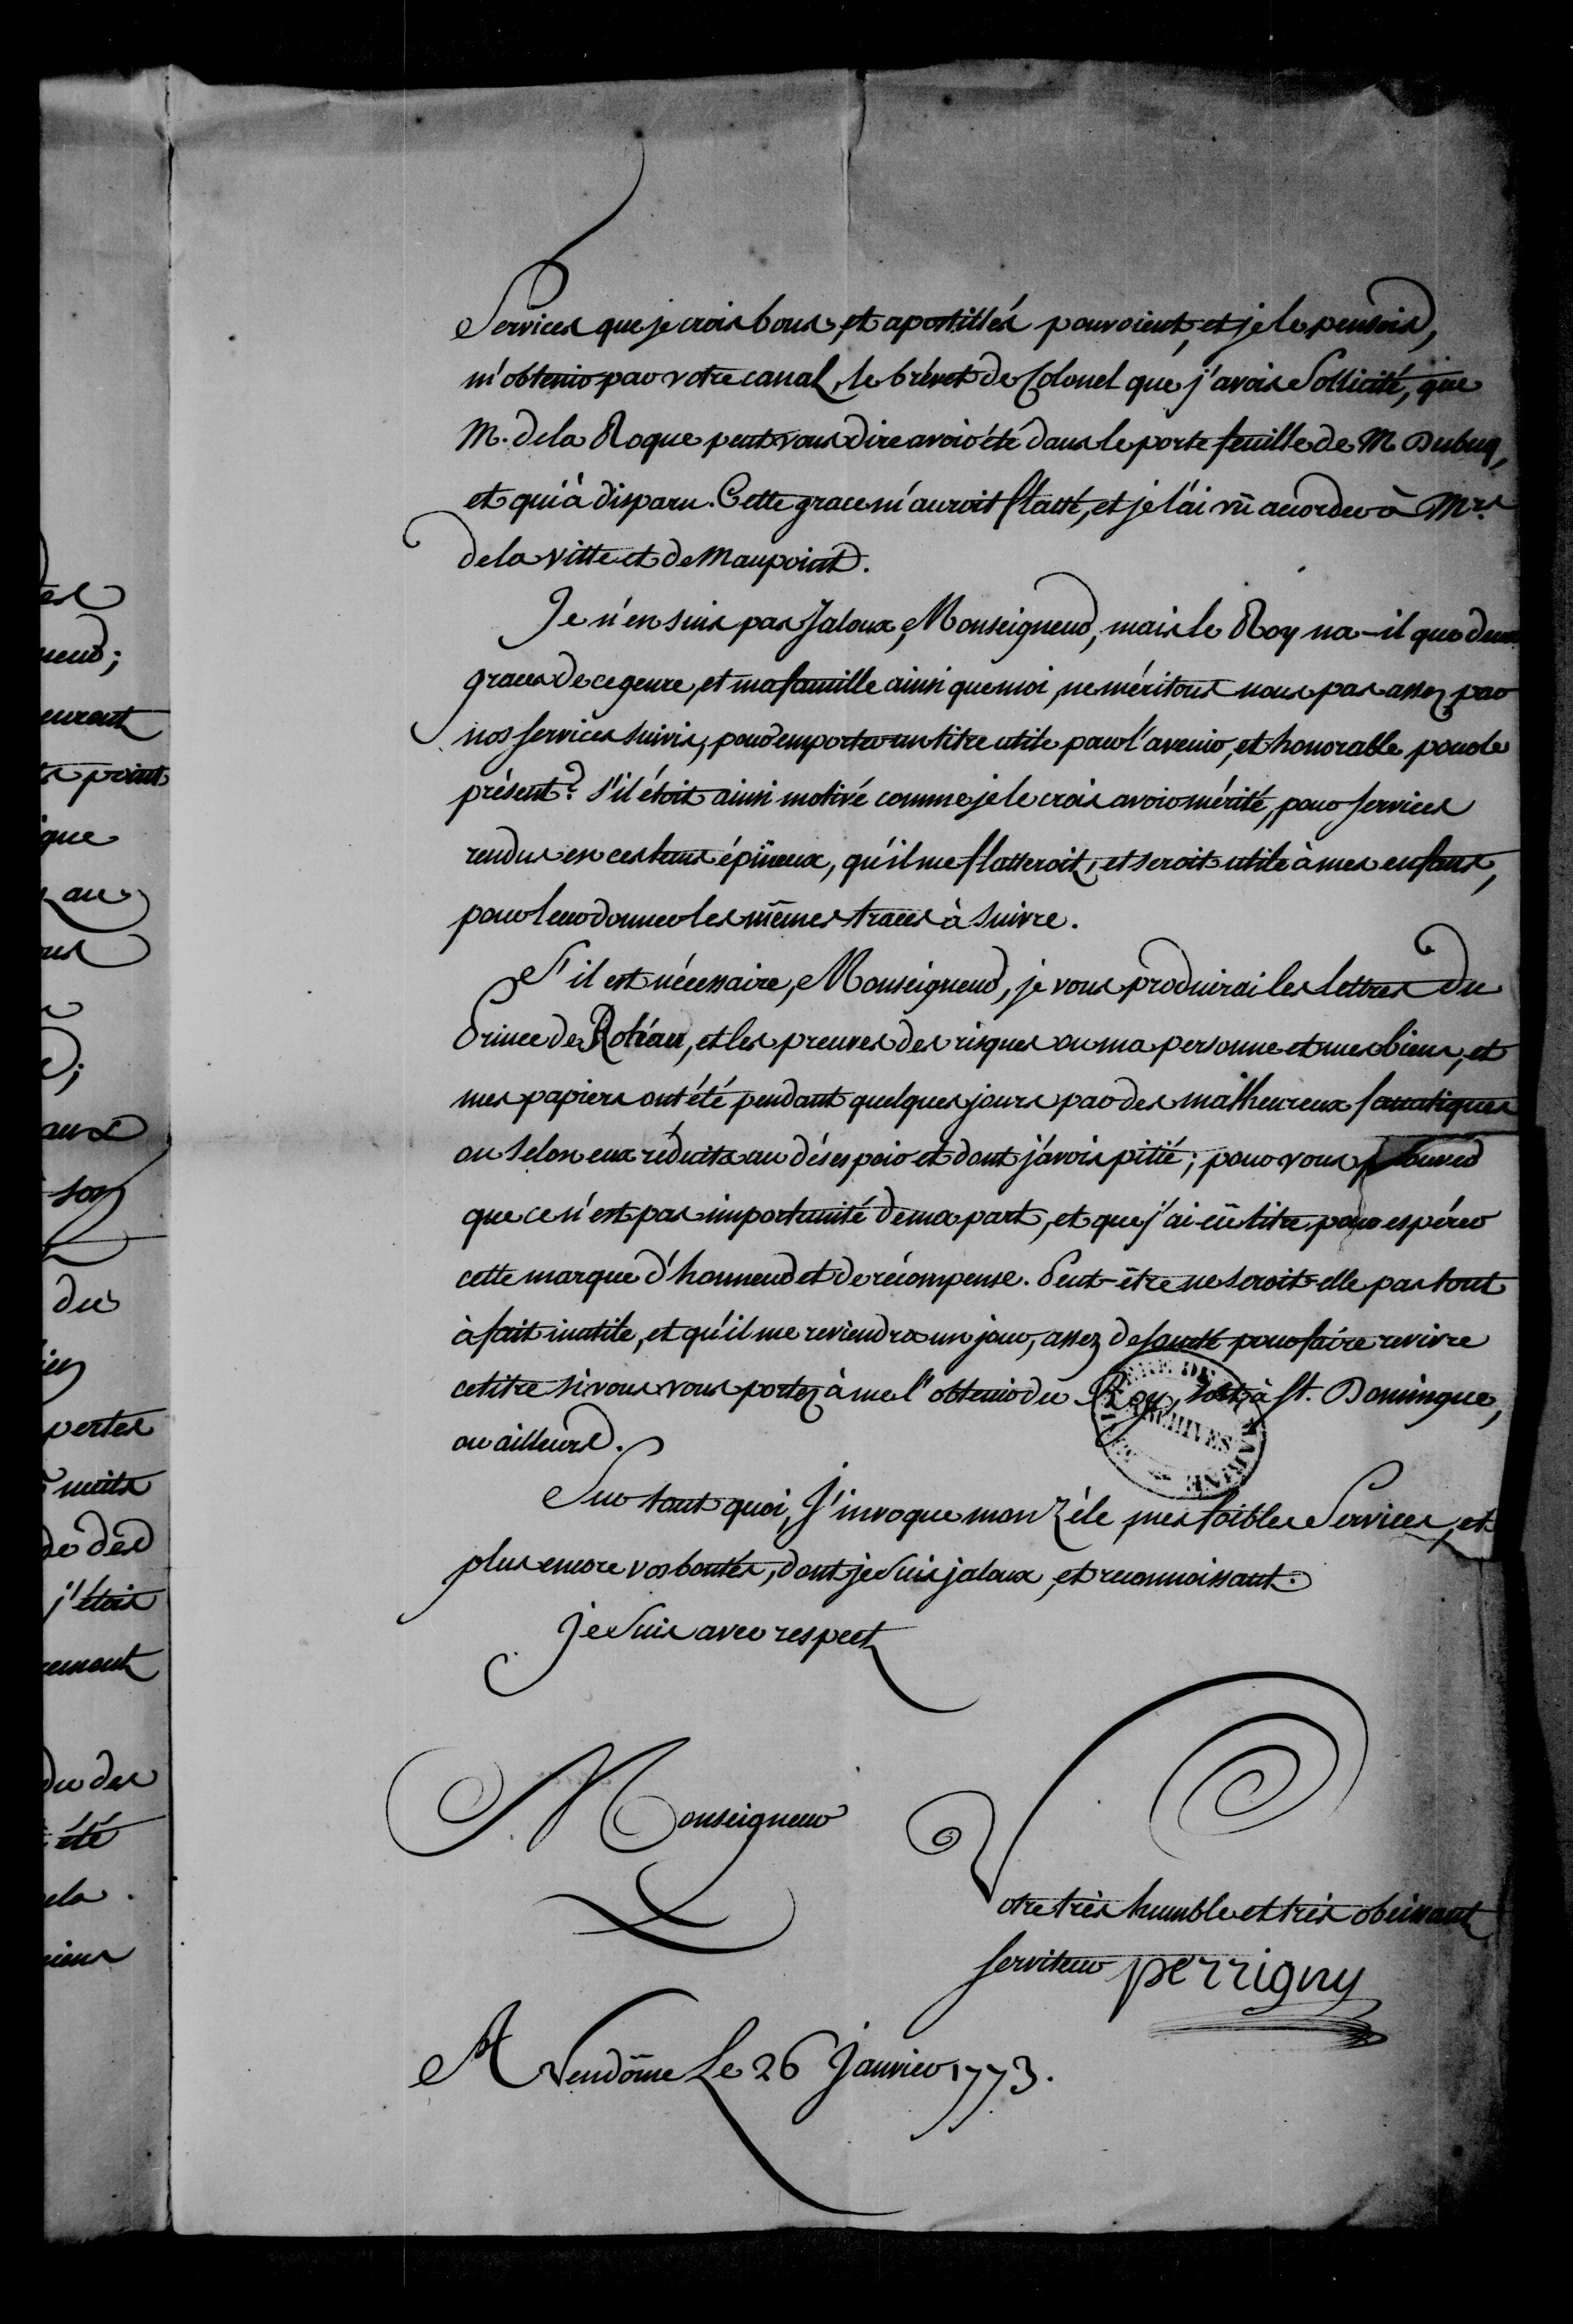 Services que je crois bons, et apostillés pouvoient, et je le pensois,
m'obtenir par votre canal, le brévet de Colonel que j'avois Sollicité, que
M. de la Roque peut vous dire avoir été dans le porte feuille de M Dubuq,
et qui à disparu. Cette grace m'auroit flatté, et je l'ai vû accorder à Mrs
de la Vitte et de Maupoint.
Je n'en suis pas Jaloux, Monseigneur, mais le Roy na-il que deux
graces de ce genre, et ma famille ainsi que moi, ne méritons nous pas assez, par
nos services suivis, pour emporter un titre utile pour l'avenir, et honorable pour le
présent? S'il étoit ainsi motivé comme je le crois avoir mérité, pour services
rendus en ces tems épineux, qu'il me flatteroit, et seroit utile à mes enfans,
pour leur donner les mêmes traces à suivre.
S'il est nécessaire, Monseigneur, je vous produirai les lettres du
Prince de Rohan, et les preuves des risques ou ma personne et mes biens, et
mes papiers ont été pendant quelques jours par des malheureux fanatiques
ou selon eux réduits au désespoir et dont j'avois pitié; pour vous prouver
que ce n'est pas importunité de ma part, et que j'ai eû titre pour espérer
cette marque d'honneur et de récompense. Peut-être ne seroit-elle pas tout
à fait inutile, et qu'il me reviendra un jour, assez de santé pour faire revivre
ce titre si vous vous portez à me l'obtenir du Roy, soit à St. Domingue,
ou ailleurs.
Sur tout quoi, J'invoque mon Zéle mes foibles Services, et
plus encore vos bontés, dont je Suis jaloux, et reconnoissant.
Je Suis avec respect
Monseigneur
Votre très humble et très obeissant
serviteur perrigny
A Vendôme Le 26 Janvier 1773.